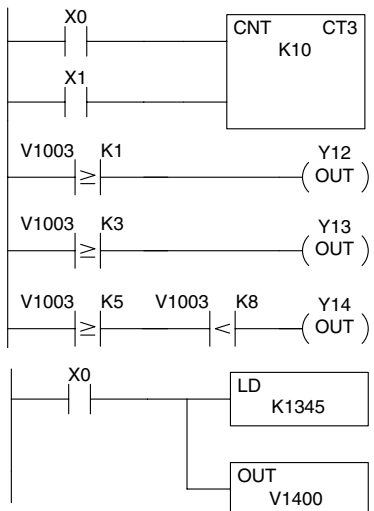 X0
CNT CT3
K10
X1
V1003 K1 Y12
≥ OUT
V1003 K3 Y13
≥ OUT
V1003 K5 V1003 K8 Y14
≥ < OUT
X0
LD
K1345
OUT
V1400